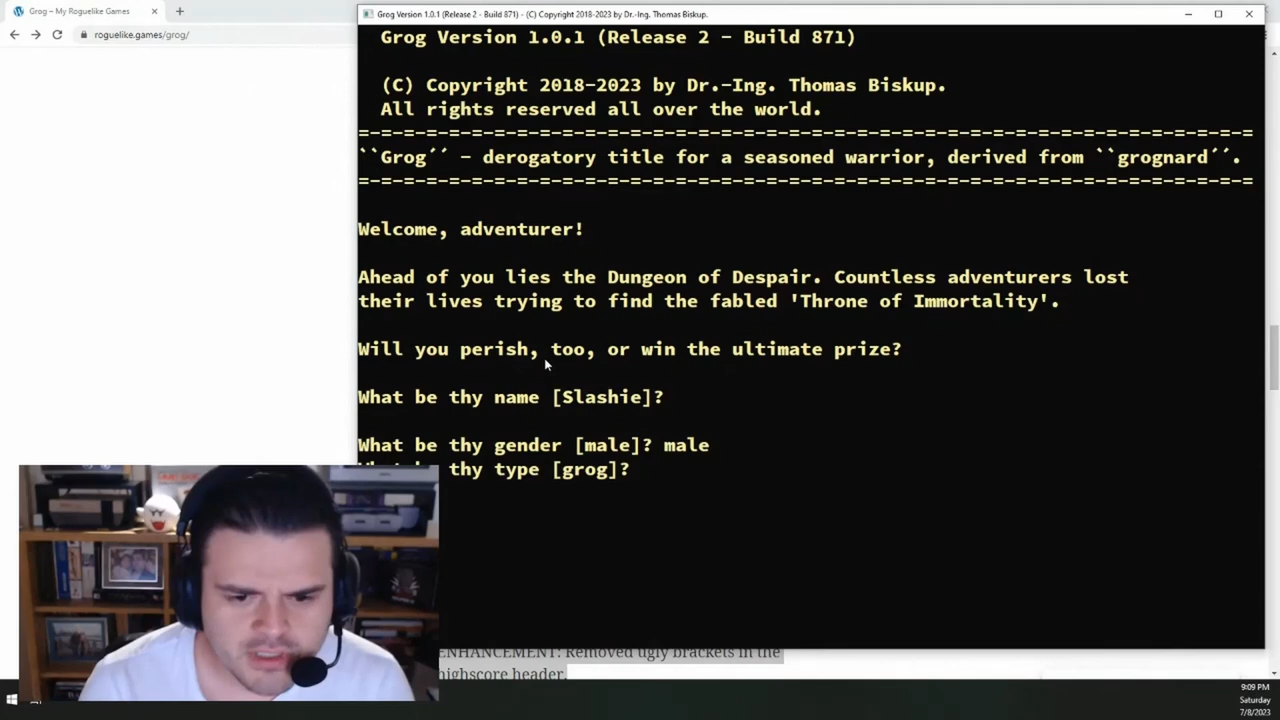 Grog – My Roguelike Games
roguelike.games/grog/
Grog Version 1.0.1 (Release 2 - Build 871) - (C) Copyright 2018-2023 by Dr.-Ing. Thomas Biskup.
Grog Version 1.0.1 (Release 2 - Build 871)
(C) Copyright 2018-2023 by Dr.-Ing. Thomas Biskup.
All rights reserved all over the world.
=-=-=-=-=-=-=-=-=-=-=-=-=-=-=-=-=-=-=-=-=-=-=-=-=-=-=-=-=-=-=-=-=-=-=-=-=-=-=
``Grog´´ - derogatory title for a seasoned warrior, derived from ``grognard´´.
=-=-=-=-=-=-=-=-=-=-=-=-=-=-=-=-=-=-=-=-=-=-=-=-=-=-=-=-=-=-=-=-=-=-=-=-=-=-=
Welcome, adventurer!
Ahead of you lies the Dungeon of Despair. Countless adventurers lost
their lives trying to find the fabled 'Throne of Immortality'.
Will you perish, too, or win the ultimate prize?
What be thy name [Slashie]?
What be thy gender [male]? male
thy type [grog]?
ENHANCEMENT: Removed ugly brackets in the
highscore header.
9:09 PM
Saturday
7/8/2023